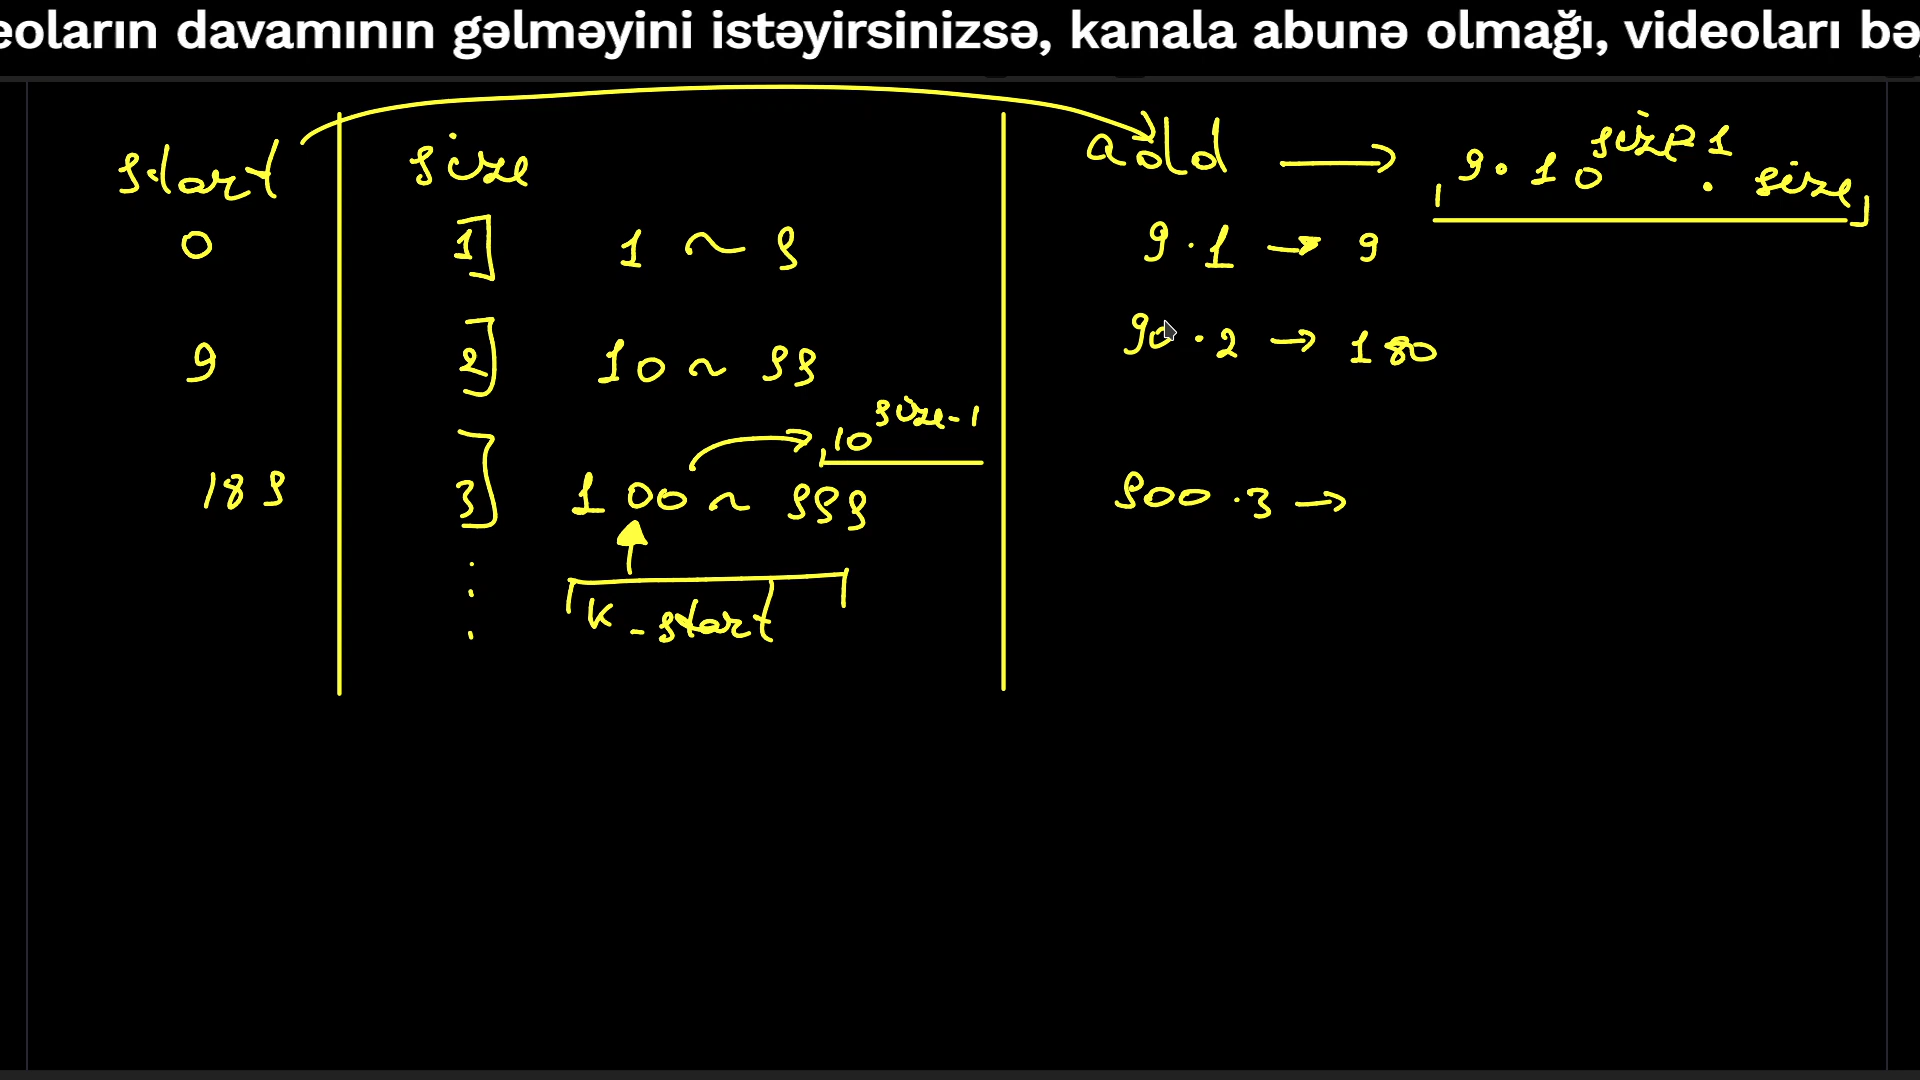 eoların davamının gəlməyini istəyirsinizsə, kanala abunə olmağı, videoları bə
start size add → 9 · 10^size-1 · size
0 1] 1 ~ 9 9 · 1 → 9
9 2] 10 ~ 99 90 · 2 → 180
10^size-1
189 3] 100 ~ 999 900 · 3 →
k - start